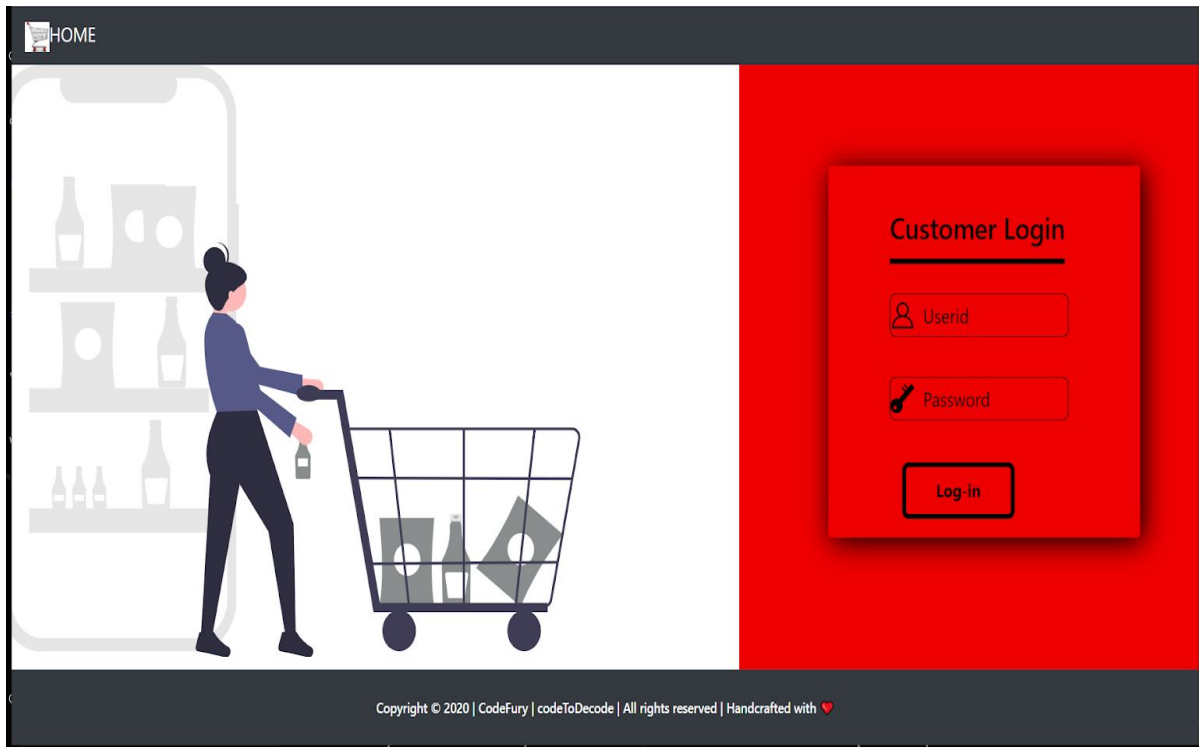 HOME
Customer Login
Userid
Password
Log-in
Copyright © 2020 | CodeFury | codeToDecode | All rights reserved | Handcrafted with ❤